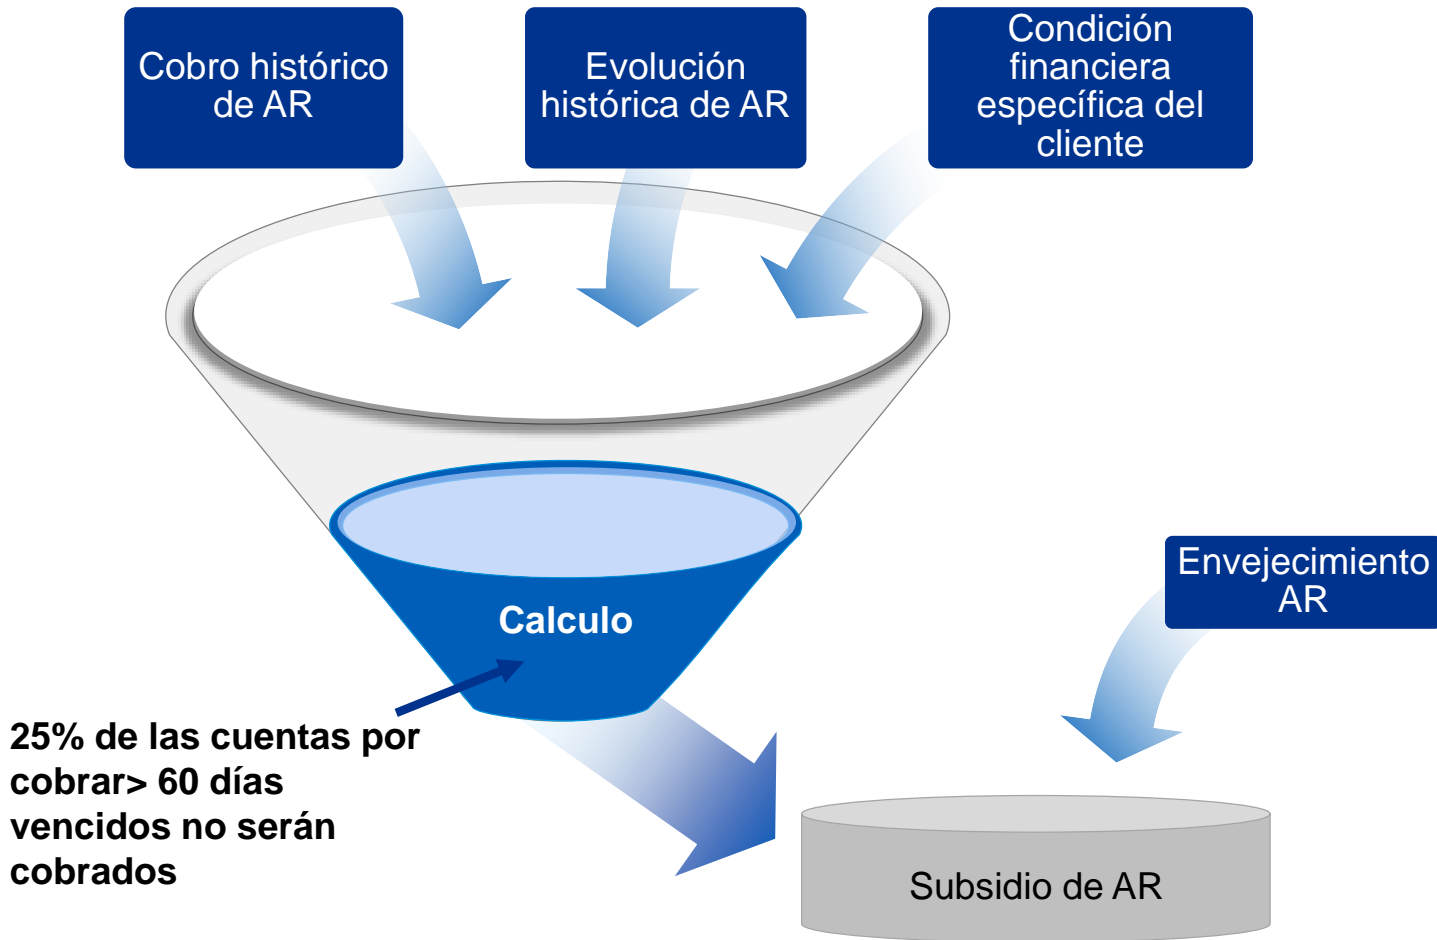 Cobro histórico
de AR
Evolución
histórica de AR
Condición
financiera
específica del
cliente
Envejecimiento
AR
Calculo
25% de las cuentas por
cobrar> 60 días
vencidos no serán
cobrados
Subsidio de AR